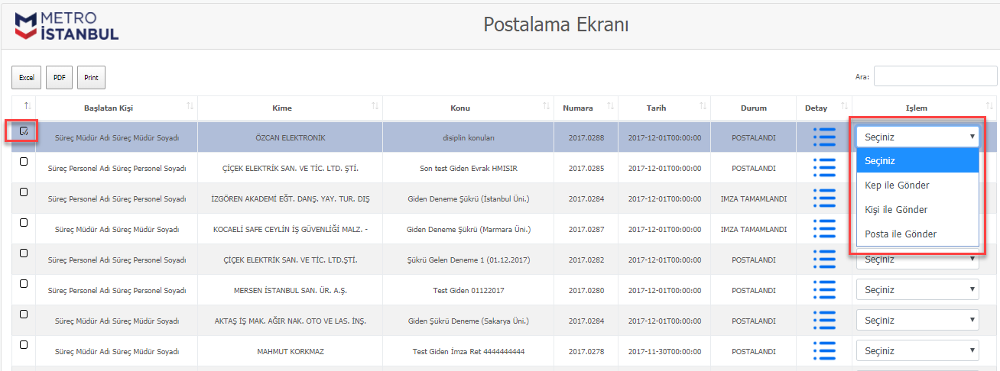 METRO
İSTANBUL
Postalama Ekranı
Excel PDF Print Ara:
Başlatan Kişi Kime Konu Numara Tarih Durum Detay Işlem
Süreç Müdür Adı Süreç Müdür Soyadı ÖZCAN ELEKTRONİK disiplin konuları 2017.0288 2017-12-01T00:00:00 POSTALANDI Seçiniz
Seçiniz
Kep ile Gönder
Kişi ile Gönder
Posta ile Gönder
Süreç Personel Adı Süreç Personel Soyadı ÇİÇEK ELEKTRİK SAN. VE TİC. LTD. ŞTİ. Son test Giden Evrak HMISIR 2017.0285 2017-12-01T00:00:00 POSTALANDI
Süreç Personel Adı Süreç Personel Soyadı İZGÖREN AKADEMİ EĞT. DANŞ. YAY. TUR. DIŞ Giden Deneme Şükrü (İstanbul Üni.) 2017.0284 2017-12-01T00:00:00 IMZA TAMAMLANDI
Süreç Müdür Adı Süreç Müdür Soyadı KOCAELİ SAFE CEYLİN İŞ GÜVENLİĞİ MALZ. - Giden Deneme Şükrü (Marmara Üni.) 2017.0287 2017-12-01T00:00:00 IMZA TAMAMLANDI
Süreç Personel Adı Süreç Personel Soyadı ÇİÇEK ELEKTRİK SAN. VE TİC. LTD.ŞTİ. Şükrü Gelen Deneme 1 (01.12.2017) 2017.0282 2017-12-01T00:00:00 POSTALANDI Seçiniz
Süreç Personel Adı Süreç Personel Soyadı MERSEN İSTANBUL SAN. ÜR. A.Ş. Test Giden 01122017 2017.0280 2017-12-01T00:00:00 POSTALANDI Seçiniz
Süreç Müdür Adı Süreç Müdür Soyadı AKTAŞ İŞ MAK. AĞIR NAK. OTO VE LAS. İNŞ. Giden Şükrü Deneme (Sakarya Üni.) 2017.0249 2017-12-01T00:00:00 POSTALANDI Seçiniz
Süreç Müdür Adı Süreç Müdür Soyadı MAHMUT KORKMAZ Test Giden İmza Ret 4444444444 2017.0278 2017-11-30T00:00:00 POSTALANDI Seçiniz